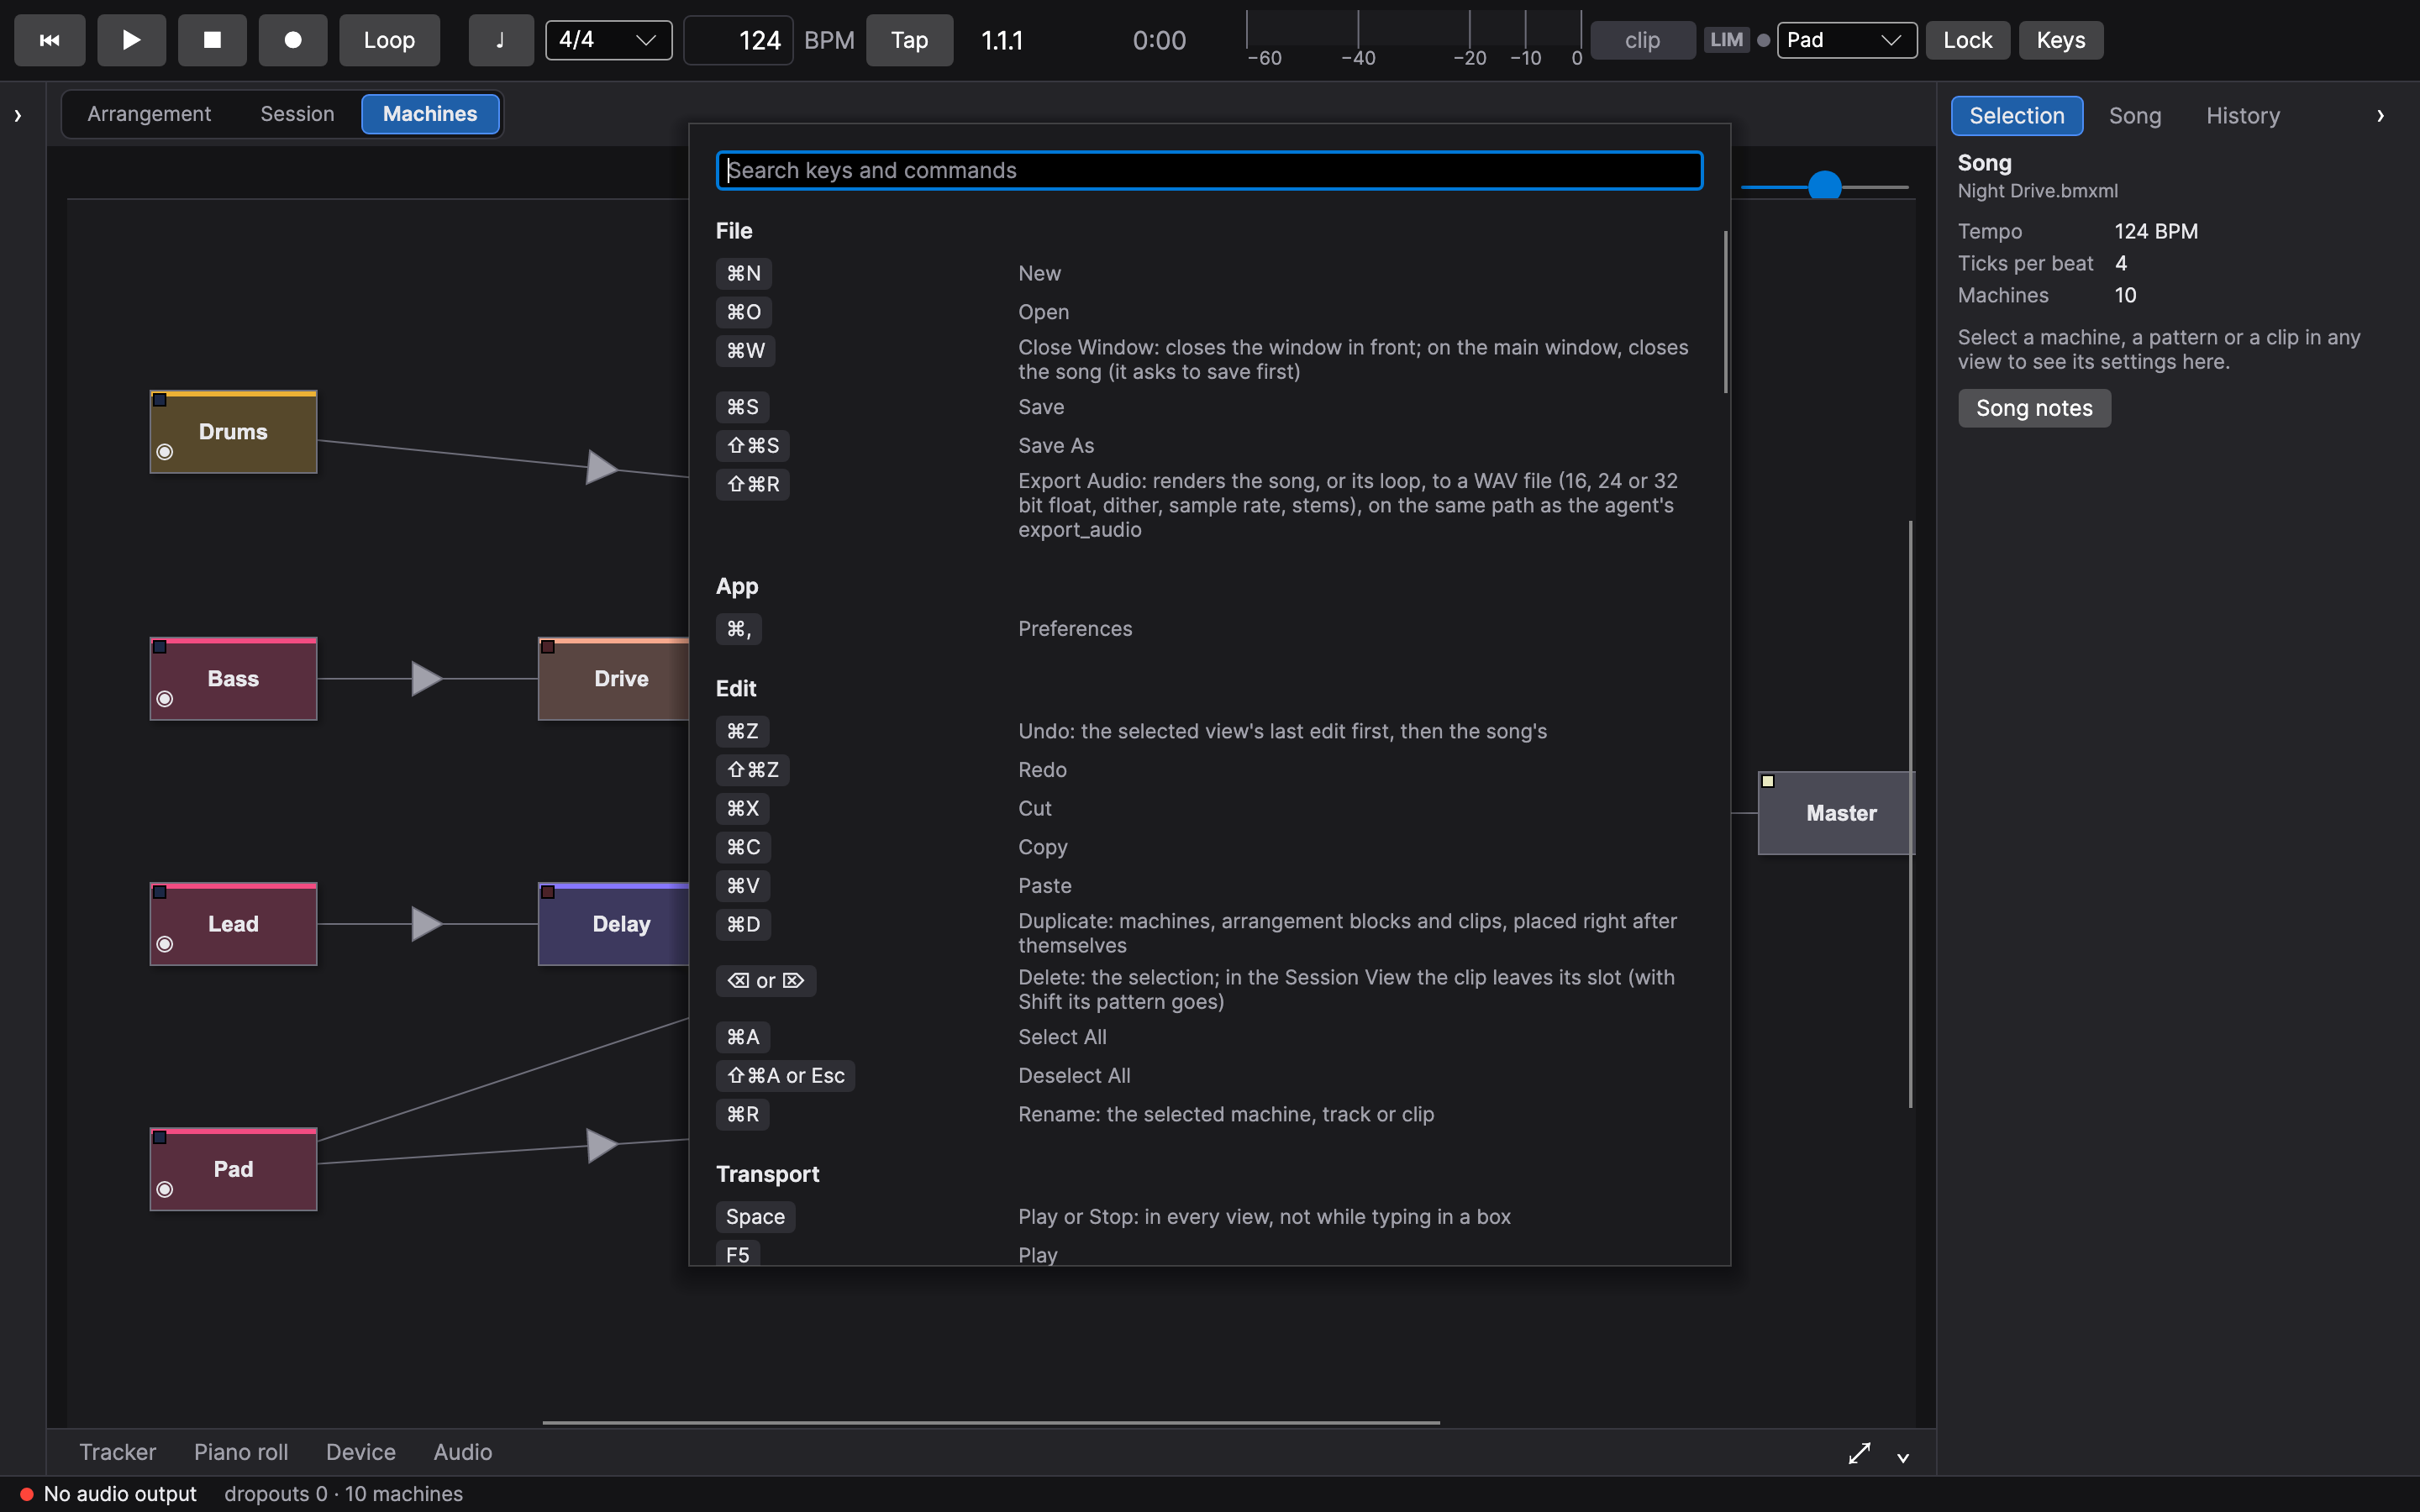 Loop
4/4
124 BPM
Tap
1.1.1
0:00
−60 −40 −20 −10 0
clip
LIM
Pad
Lock
Keys
Arrangement Session Machines
Selection Song History
Search keys and commands
File
⌘N New
⌘O Open
⌘W Close Window: closes the window in front; on the main window, closes
the song (it asks to save first)
⌘S Save
⇧⌘S Save As
⇧⌘R Export Audio: renders the song, or its loop, to a WAV file (16, 24 or 32
bit float, dither, sample rate, stems), on the same path as the agent's
export_audio
App
⌘, Preferences
Edit
⌘Z Undo: the selected view's last edit first, then the song's
⇧⌘Z Redo
⌘X Cut
⌘C Copy
⌘V Paste
⌘D Duplicate: machines, arrangement blocks and clips, placed right after
themselves
⌫ or ⌦ Delete: the selection; in the Session View the clip leaves its slot (with
Shift its pattern goes)
⌘A Select All
⇧⌘A or Esc Deselect All
⌘R Rename: the selected machine, track or clip
Transport
Space Play or Stop: in every view, not while typing in a box
F5 Play
Drums
Bass
Drive
Lead
Delay
Pad
Master
Song
Night Drive.bmxml
Tempo 124 BPM
Ticks per beat 4
Machines 10
Select a machine, a pattern or a clip in any
view to see its settings here.
Song notes
Tracker Piano roll Device Audio
No audio output dropouts 0 · 10 machines